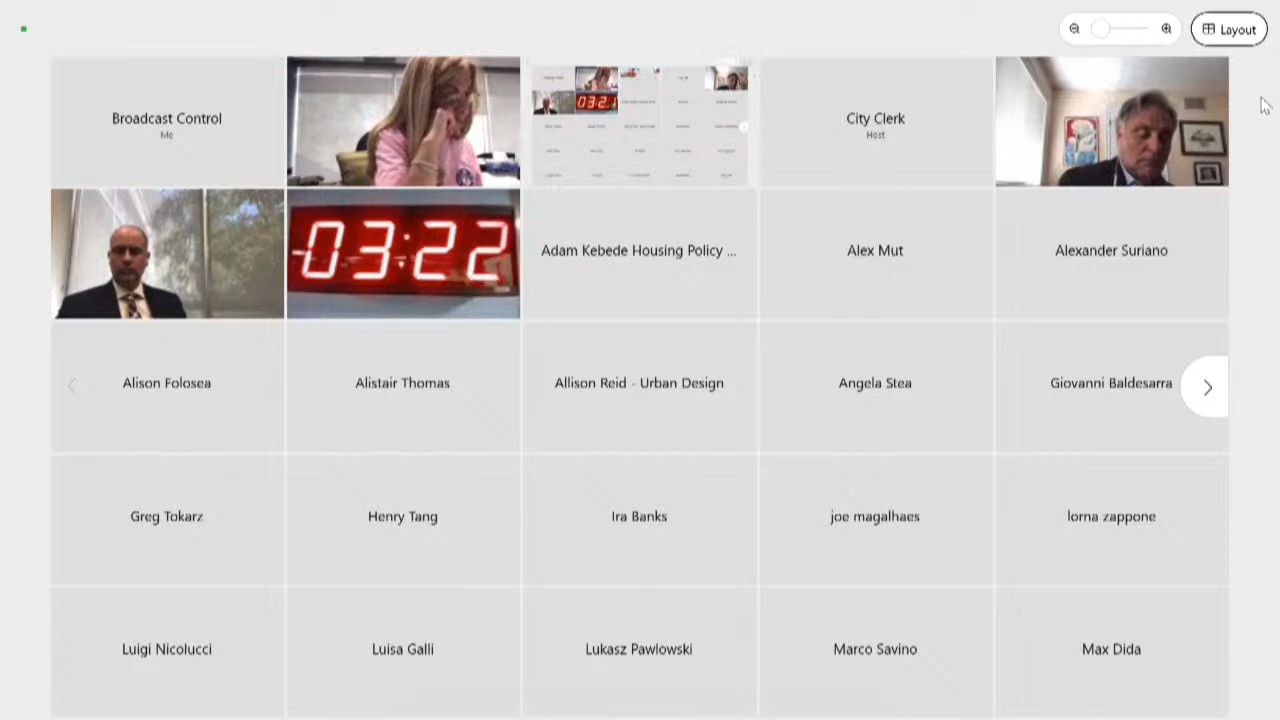 Layout
Broadcast Control
Me
City Clerk
Host
03:21
-03:22
Adam Kebede Housing Policy ...
Alex Mut
Alexander Suriano
Alison Folosea
Alistair Thomas
Allison Reid - Urban Design
Angela Stea
Giovanni Baldesarra
Greg Tokarz
Henry Tang
Ira Banks
joe magalhaes
lorna zappone
Luigi Nicolucci
Luisa Galli
Lukasz Pawlowski
Marco Savino
Max Dida